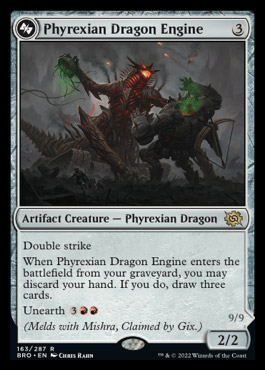 Phyrexian Dragon Engine 3
Artifact Creature — Phyrexian Dragon
Double strike
When Phyrexian Dragon Engine enters the
battlefield from your graveyard, you may
discard your hand. If you do, draw three
cards.
Unearth 3
(Melds with Mishra, Claimed by Gix.)
9/9
2/2
163/287 R
BRO • EN Chris Rahn
™ & © 2022 Wizards of the Coast